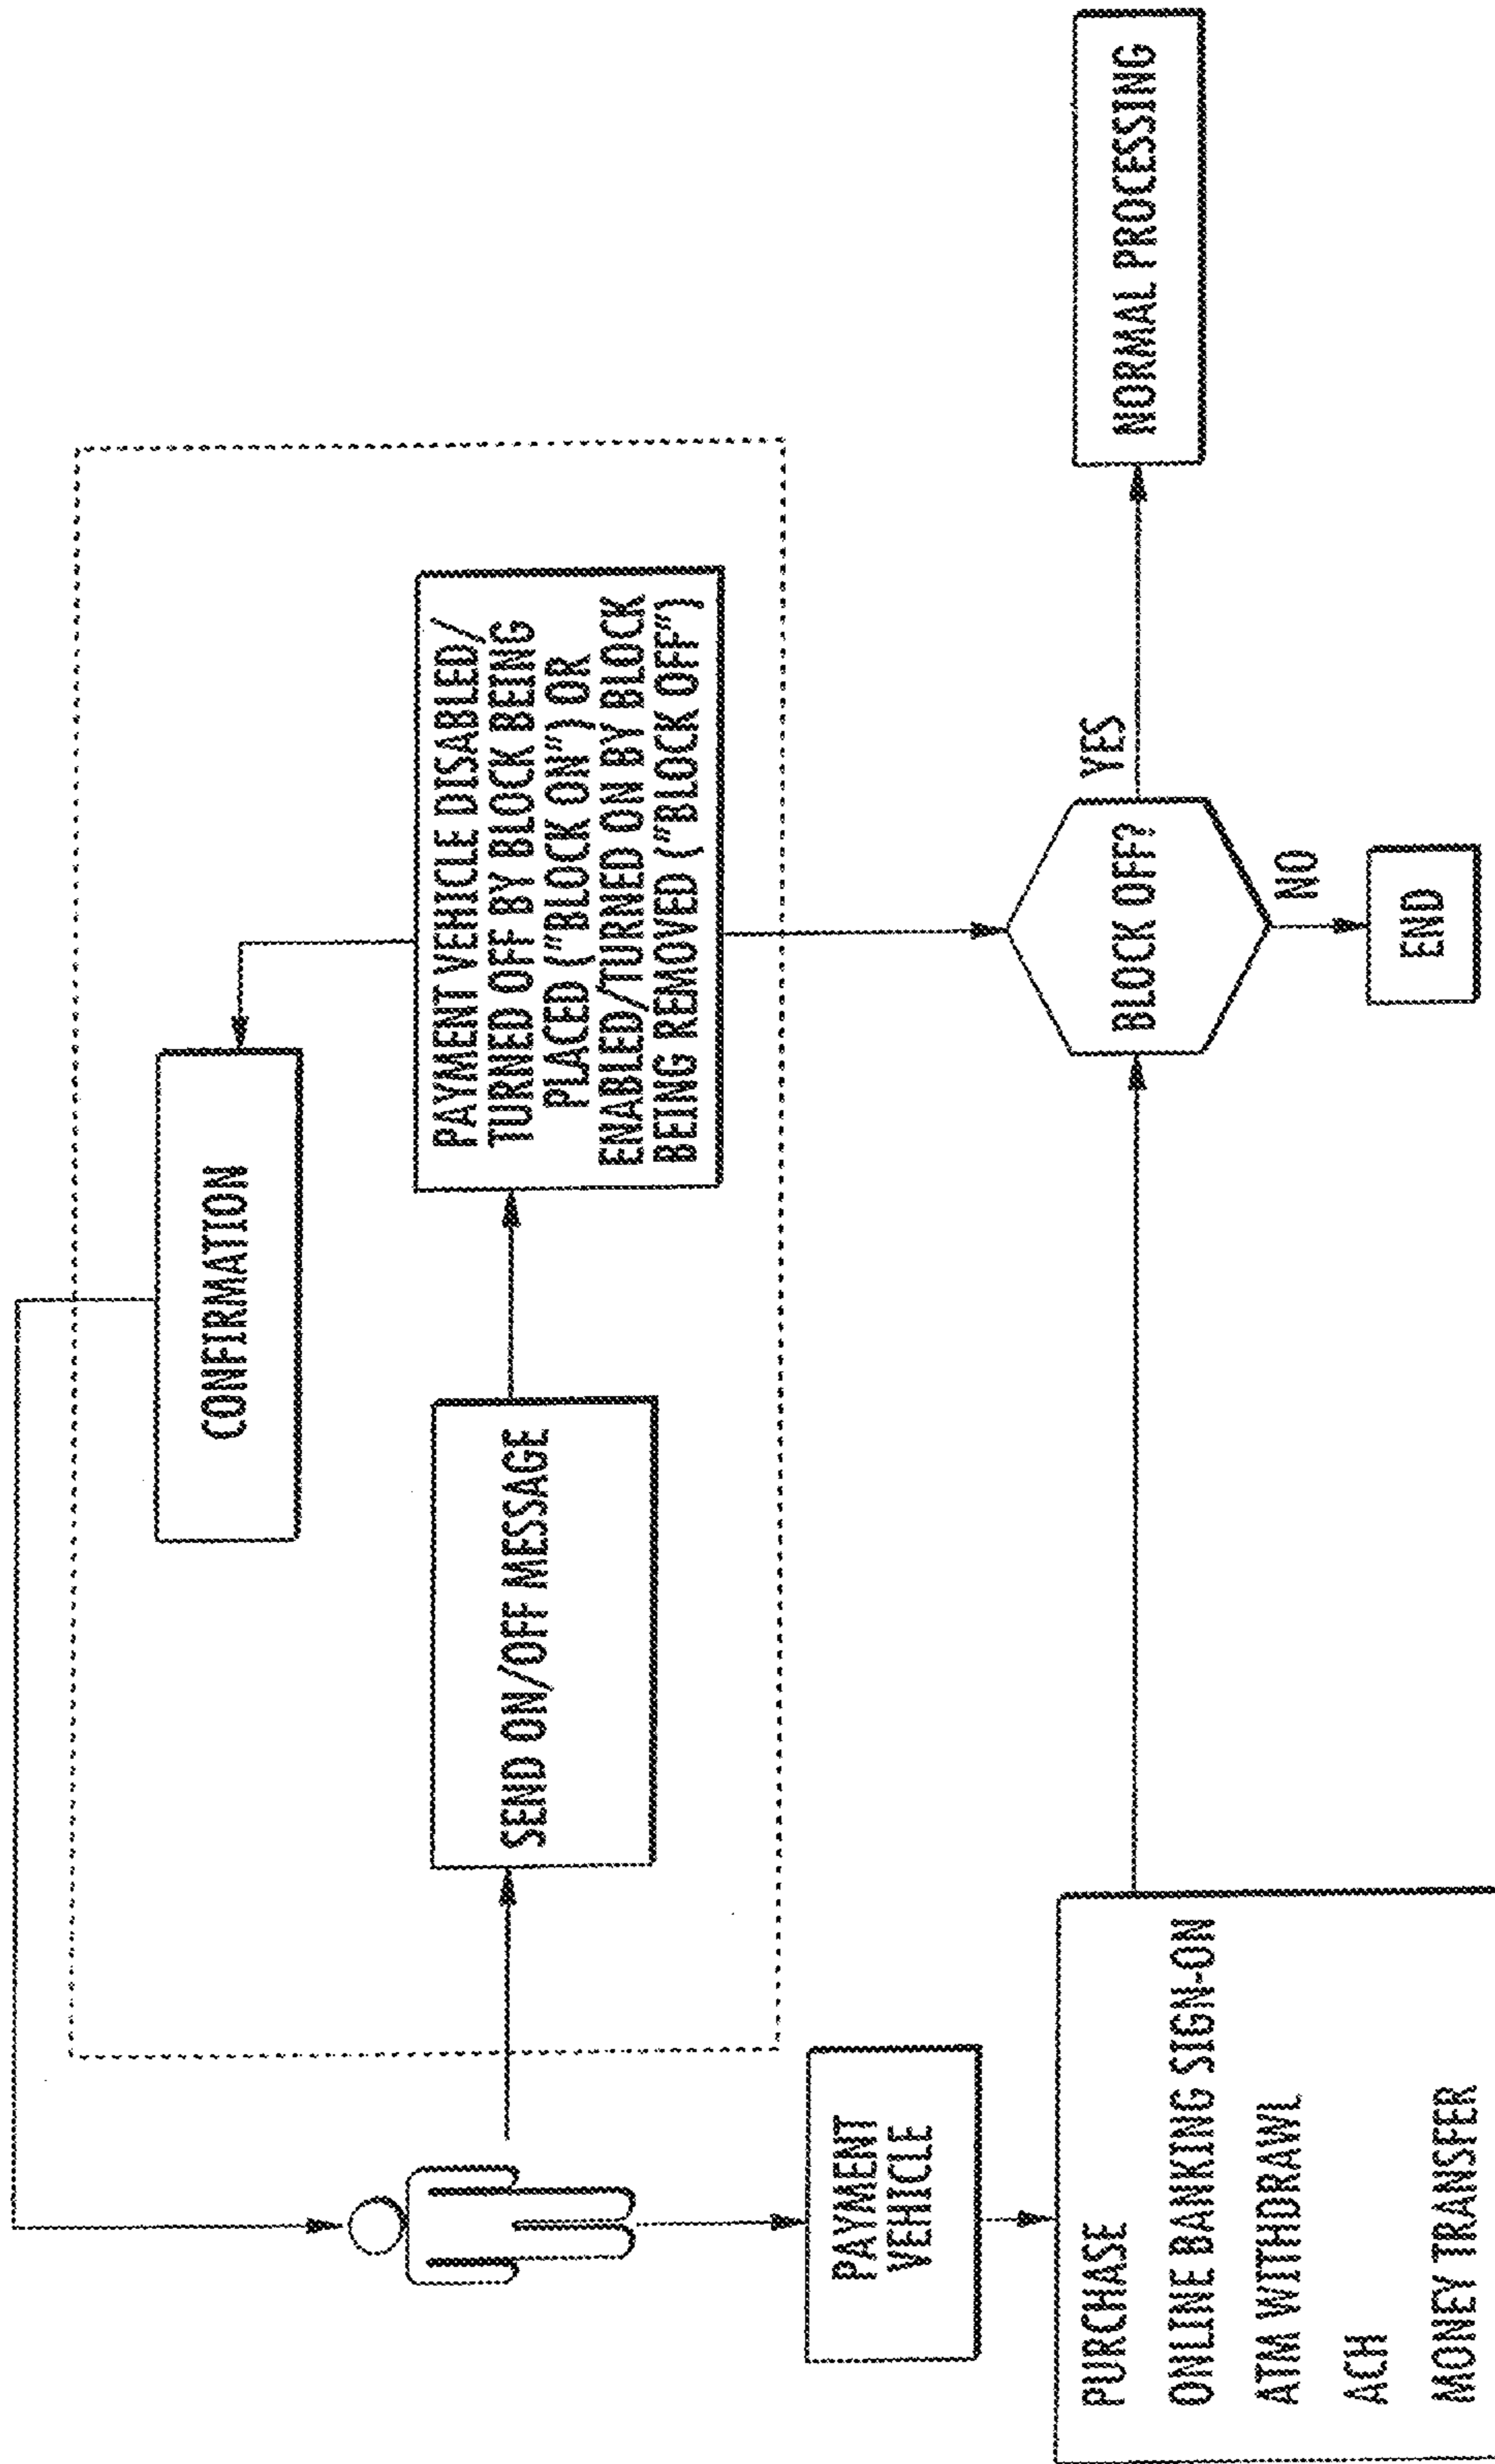 CONFIRMATION
SEND ON/OFF MESSAGE
PAYMENT VEHICLE DISABLED/
TURNED OFF BY BLOCK BEING
PLACED ("BLOCK ON") OR
ENABLED/TURNED ON BY BLOCK
BEING REMOVED ("BLOCK OFF")
PAYMENT
VEHICLE
PURCHASE
ONLINE BANKING SIGN-ON
ATM WITHDRAWL
ACH
MONEY TRANSFER
BLOCK OFF?
YES
NORMAL PROCESSING
NO
END